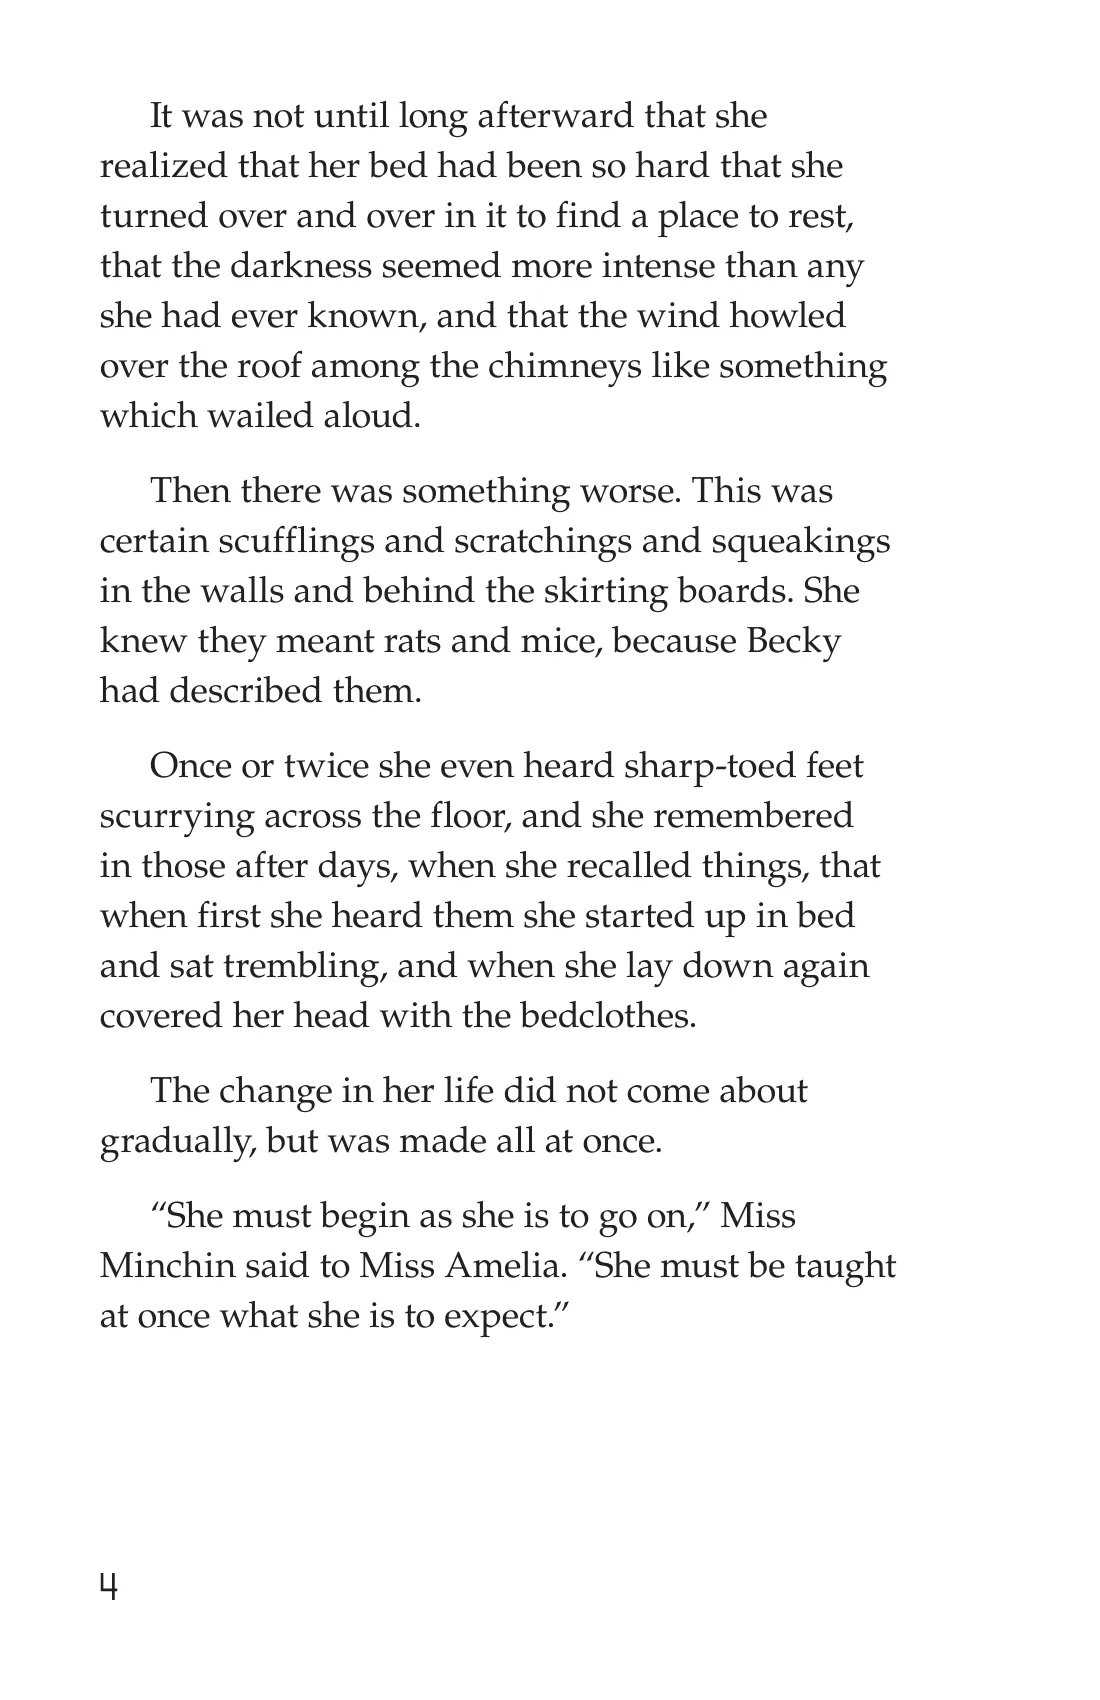 It was not until long afterward that she
realized that her bed had been so hard that she
turned over and over in it to find a place to rest,
that the darkness seemed more intense than any
she had ever known, and that the wind howled
over the roof among the chimneys like something
which wailed aloud.
Then there was something worse. This was
certain scufflings and scratchings and squeakings
in the walls and behind the skirting boards. She
knew they meant rats and mice, because Becky
had described them.
Once or twice she even heard sharp-toed feet
scurrying across the floor, and she remembered
in those after days, when she recalled things, that
when first she heard them she started up in bed
and sat trembling, and when she lay down again
covered her head with the bedclothes.
The change in her life did not come about
gradually, but was made all at once.
“She must begin as she is to go on,” Miss
Minchin said to Miss Amelia. “She must be taught
at once what she is to expect.”
4